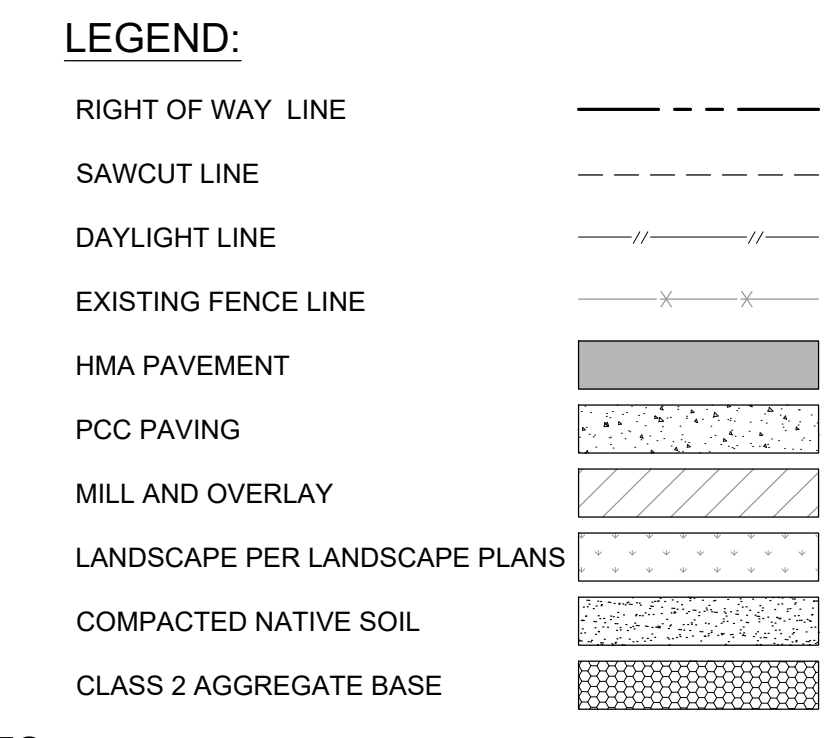 LEGEND:
RIGHT OF WAY LINE
SAWCUT LINE
DAYLIGHT LINE
EXISTING FENCE LINE
HMA PAVEMENT
PCC PAVING
MILL AND OVERLAY
LANDSCAPE PER LANDSCAPE PLANS
COMPACTED NATIVE SOIL
CLASS 2 AGGREGATE BASE